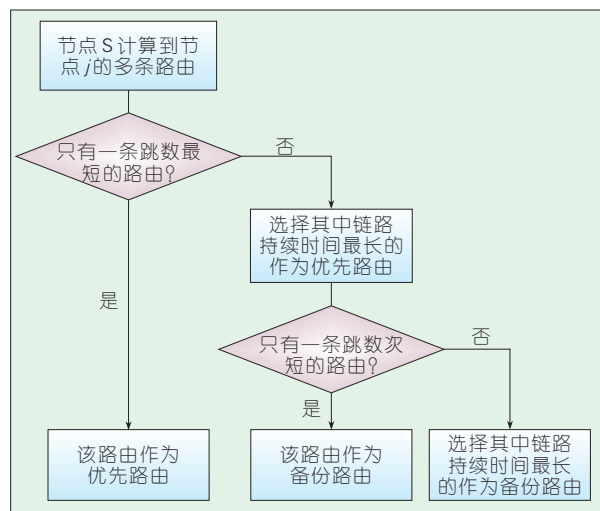 节点S计算到节
点j的多条路由
只有一条跳数最
短的路由?
否
选择其中链路
持续时间最长的
作为优先路由
是
只有一条跳数次
短的路由?
否
是
该路由作为
优先路由
该路由作为
备份路由
选择其中链路
持续时间最长
的作为备份路由